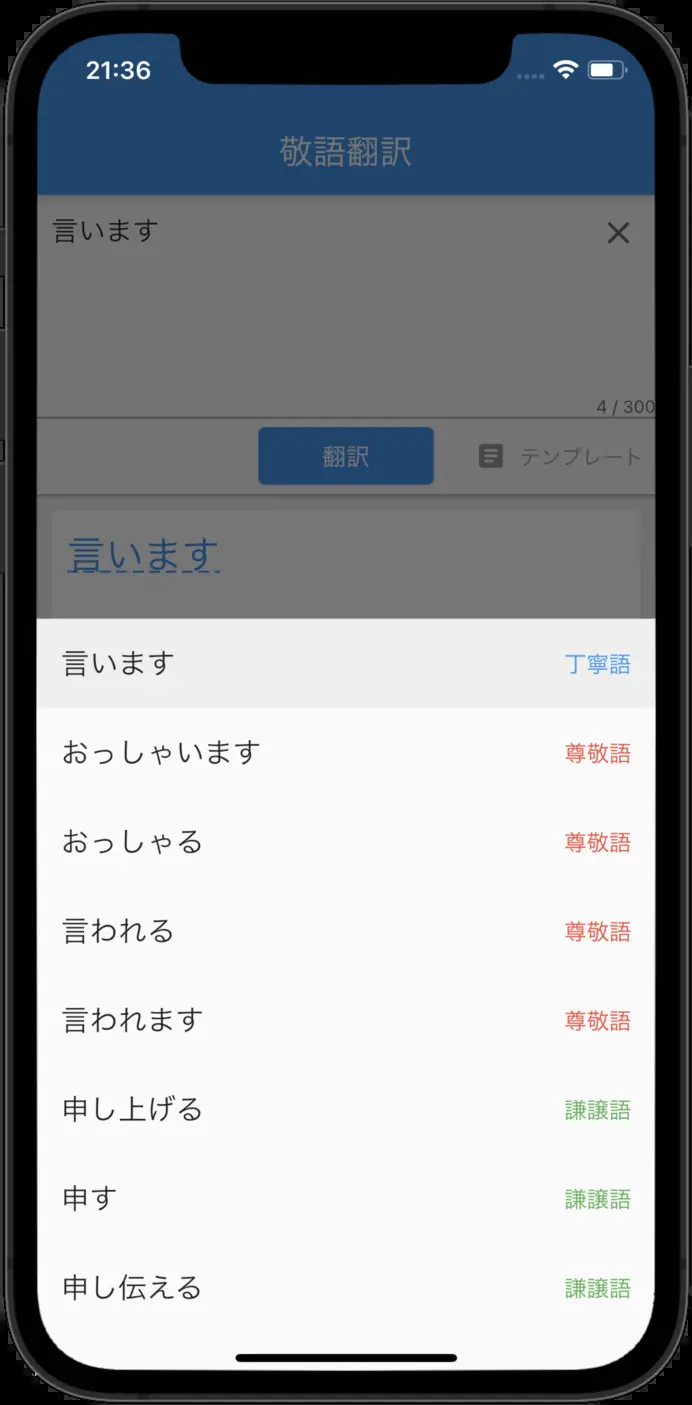 21:36
敬語翻訳
言います
4 / 300
翻訳 テンプレート
言います
言います 丁寧語
おっしゃいます 尊敬語
おっしゃる 尊敬語
言われる 尊敬語
言われます 尊敬語
申し上げる 謙譲語
申す 謙譲語
申し伝える 謙譲語